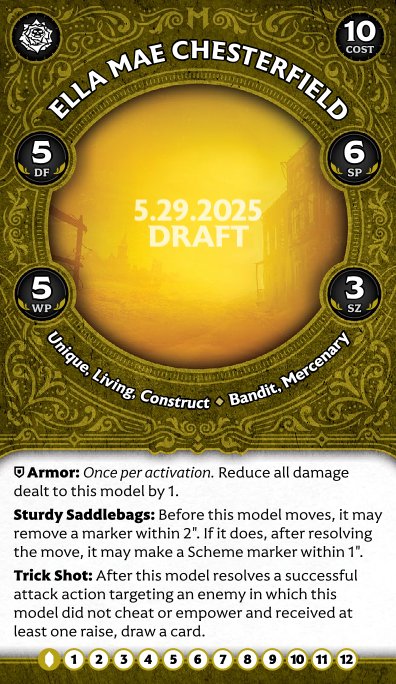 10
COST
ELLA MAE CHESTERFIELD
5
DF
6
SP
5.29.2025
DRAFT
5
WP
3
SZ
Unique, Living, Construct ◆ Bandit, Mercenary
Armor: Once per activation. Reduce all damage
dealt to this model by 1.
Sturdy Saddlebags: Before this model moves, it may
remove a marker within 2". If it does, after resolving
the move, it may make a Scheme marker within 1".
Trick Shot: After this model resolves a successful
attack action targeting an enemy in which this
model did not cheat or empower and received at
least one raise, draw a card.
1 2 3 4 5 6 7 8 9 10 11 12